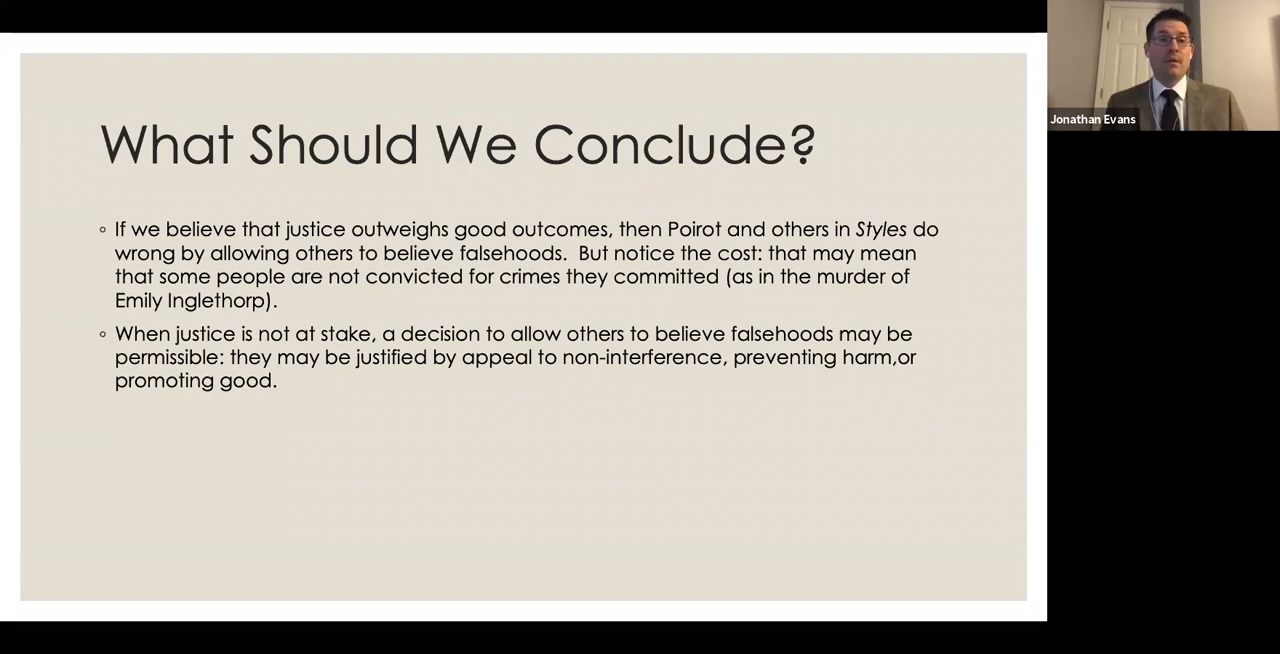 What Should We Conclude?
◦ If we believe that justice outweighs good outcomes, then Poirot and others in Styles do
wrong by allowing others to believe falsehoods.  But notice the cost: that may mean
that some people are not convicted for crimes they committed (as in the murder of
Emily Inglethorp).
◦ When justice is not at stake, a decision to allow others to believe falsehoods may be
permissible: they may be justified by appeal to non-interference, preventing harm,or
promoting good.
Jonathan Evans